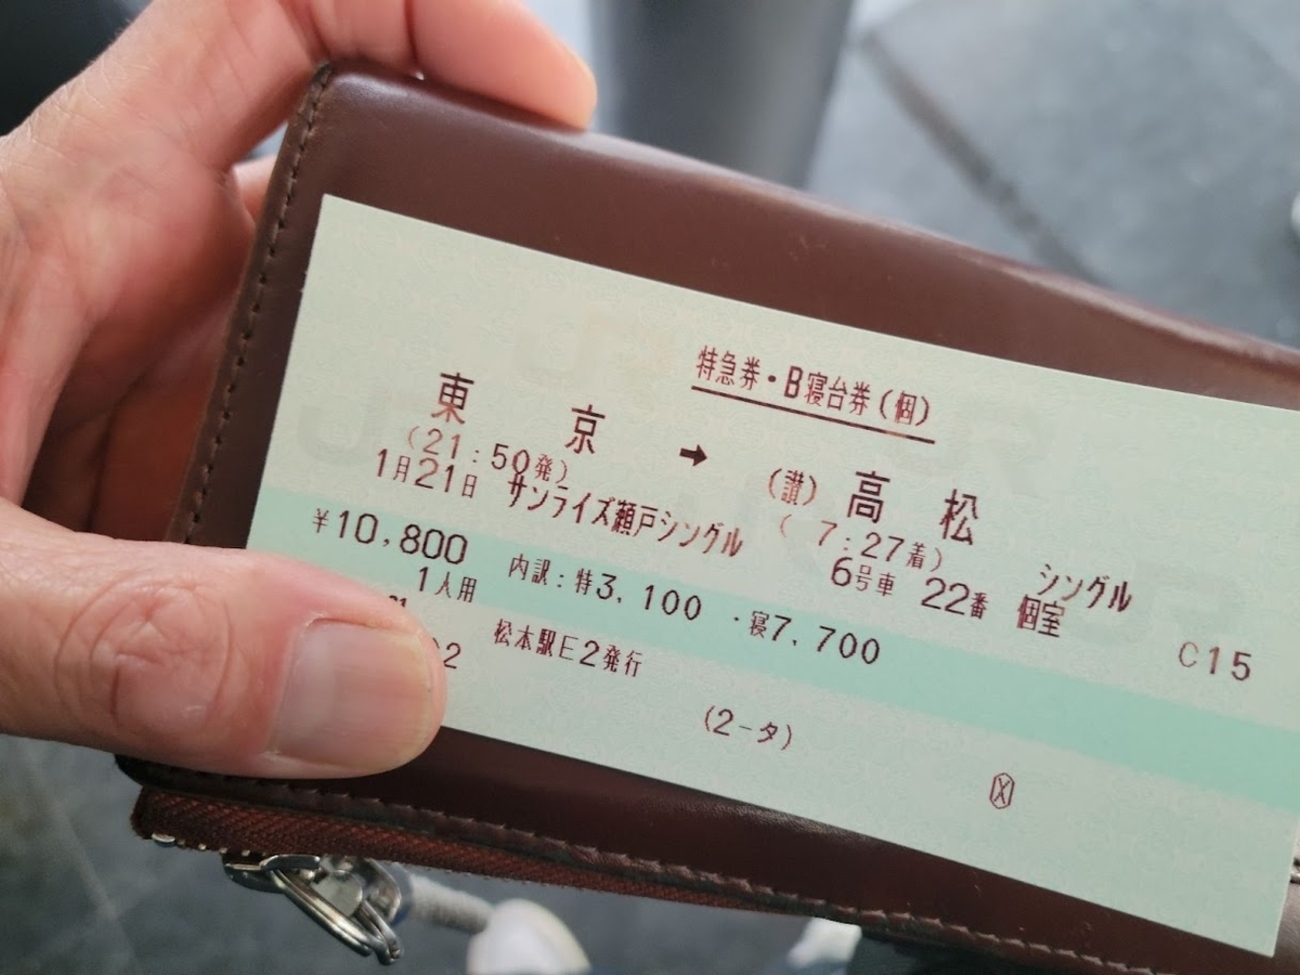 特急券・B寝台券(個)
東京 → (讃)高松
(21:50発) (7:27着)
1月21日 サンライズ瀬戸シングル 6号車 22番 個室 シングル
¥10,800 内訳:特3,100 ・寝7,700 C15
1人用
松本駅E2発行
(2-タ)